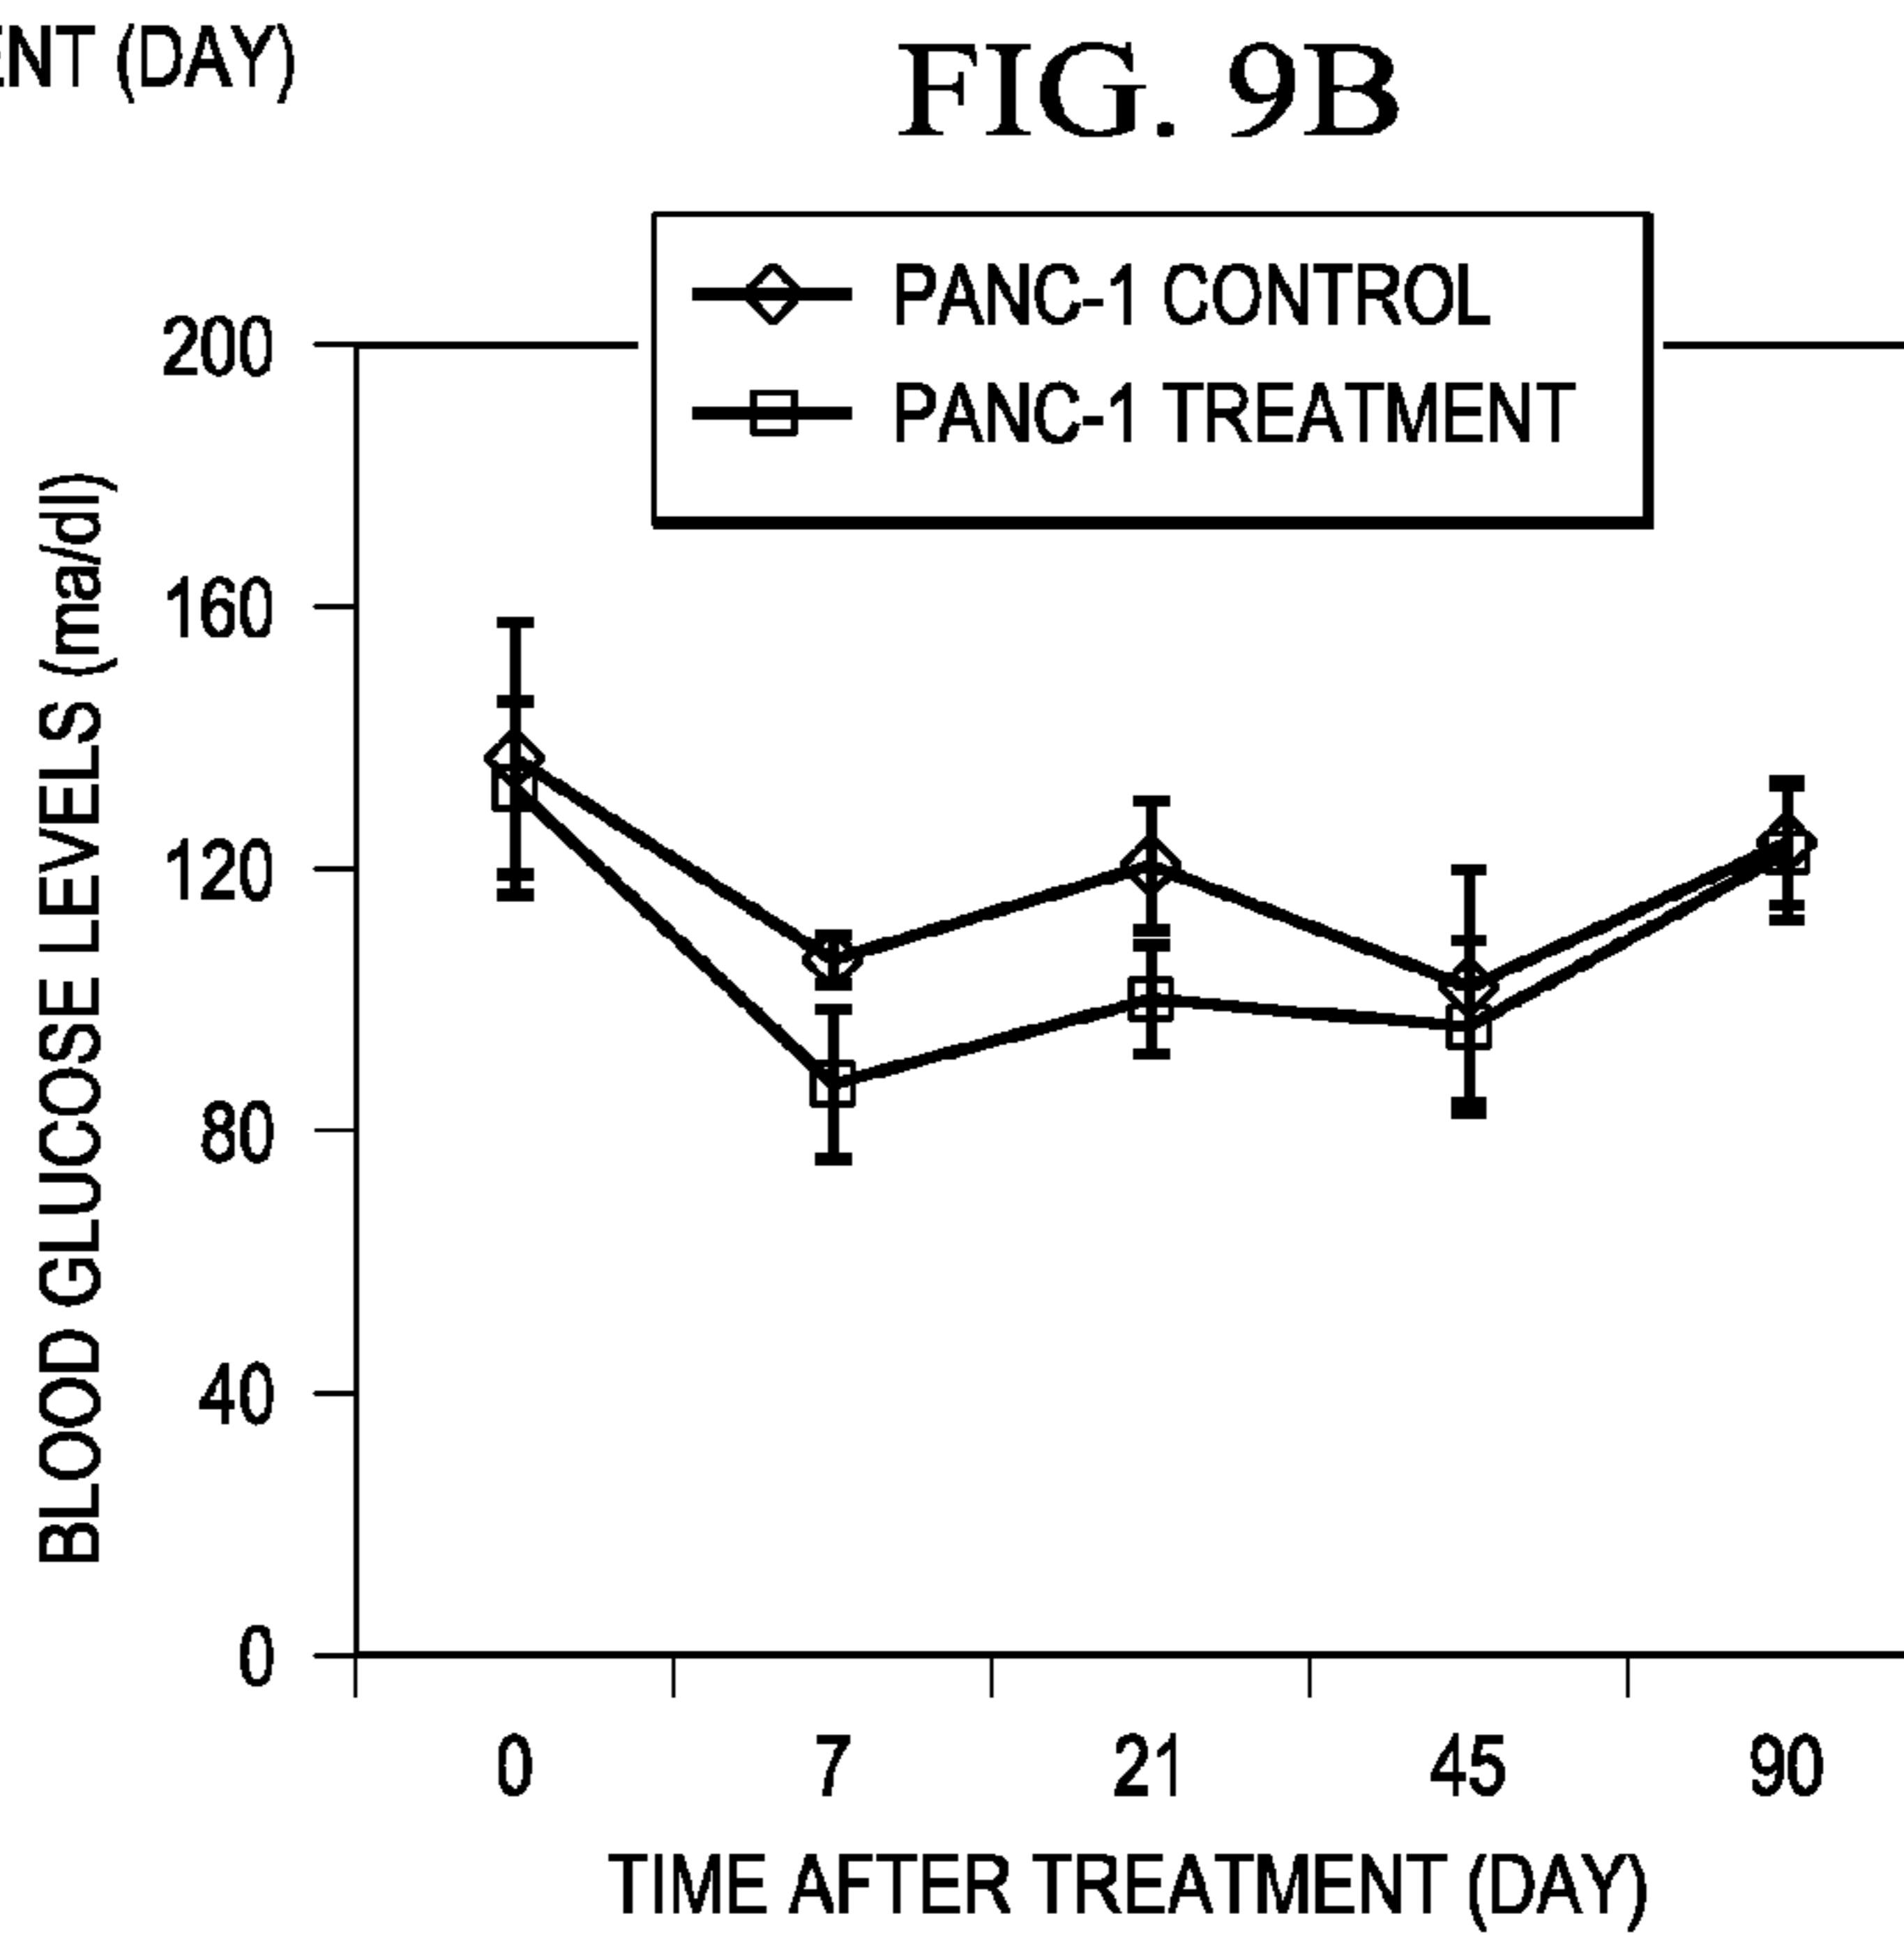 ENT (DAY)
FIG. 9B
PANC-1 CONTROL
PANC-1 TREATMENT
200
160
120
80
40
0
BLOOD GLUCOSE LEVELS (ma/dl)
0 7 21 45 90
TIME AFTER TREATMENT (DAY)